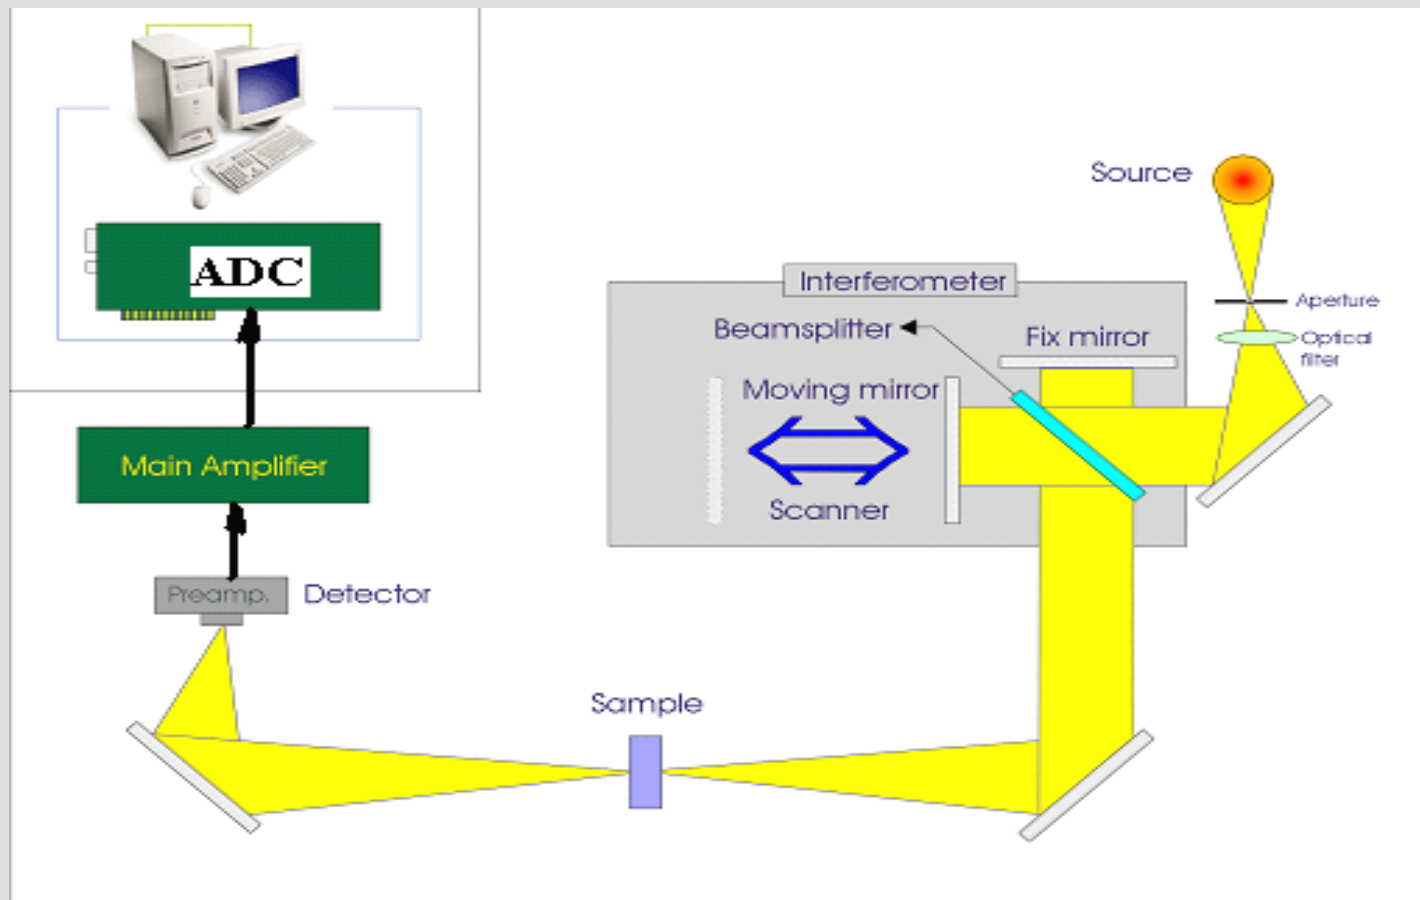 Source
ADC
Interferometer
Aperture
Beamsplitter
Fix mirror
Optical
filter
Moving mirror
Main Amplifier
Scanner
Preamp.
Detector
Sample